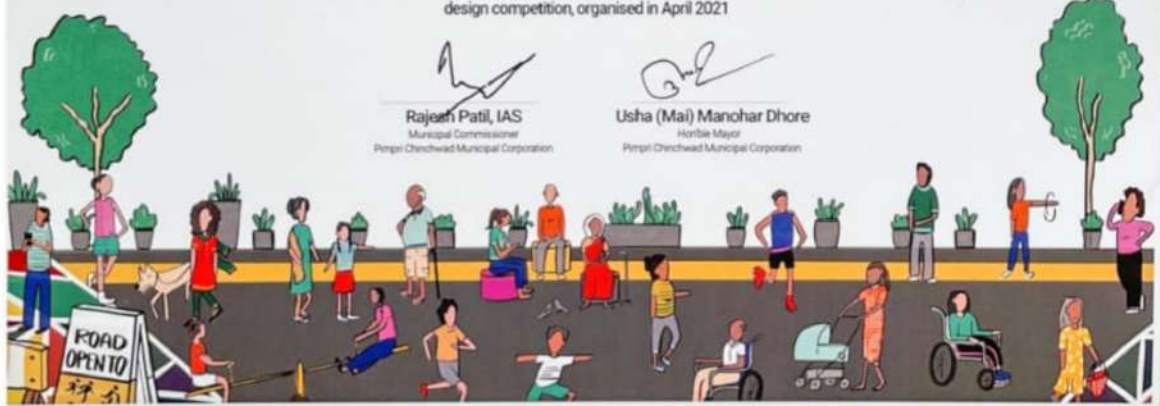 design competition, organised in April 2021
Rajesh Patil, IAS
Municipal Commissioner
Pimpri Chinchwad Municipal Corporation
Usha (Mai) Manohar Dhore
Hon'ble Mayor
Pimpri Chinchwad Municipal Corporation
ROAD
OPEN TO